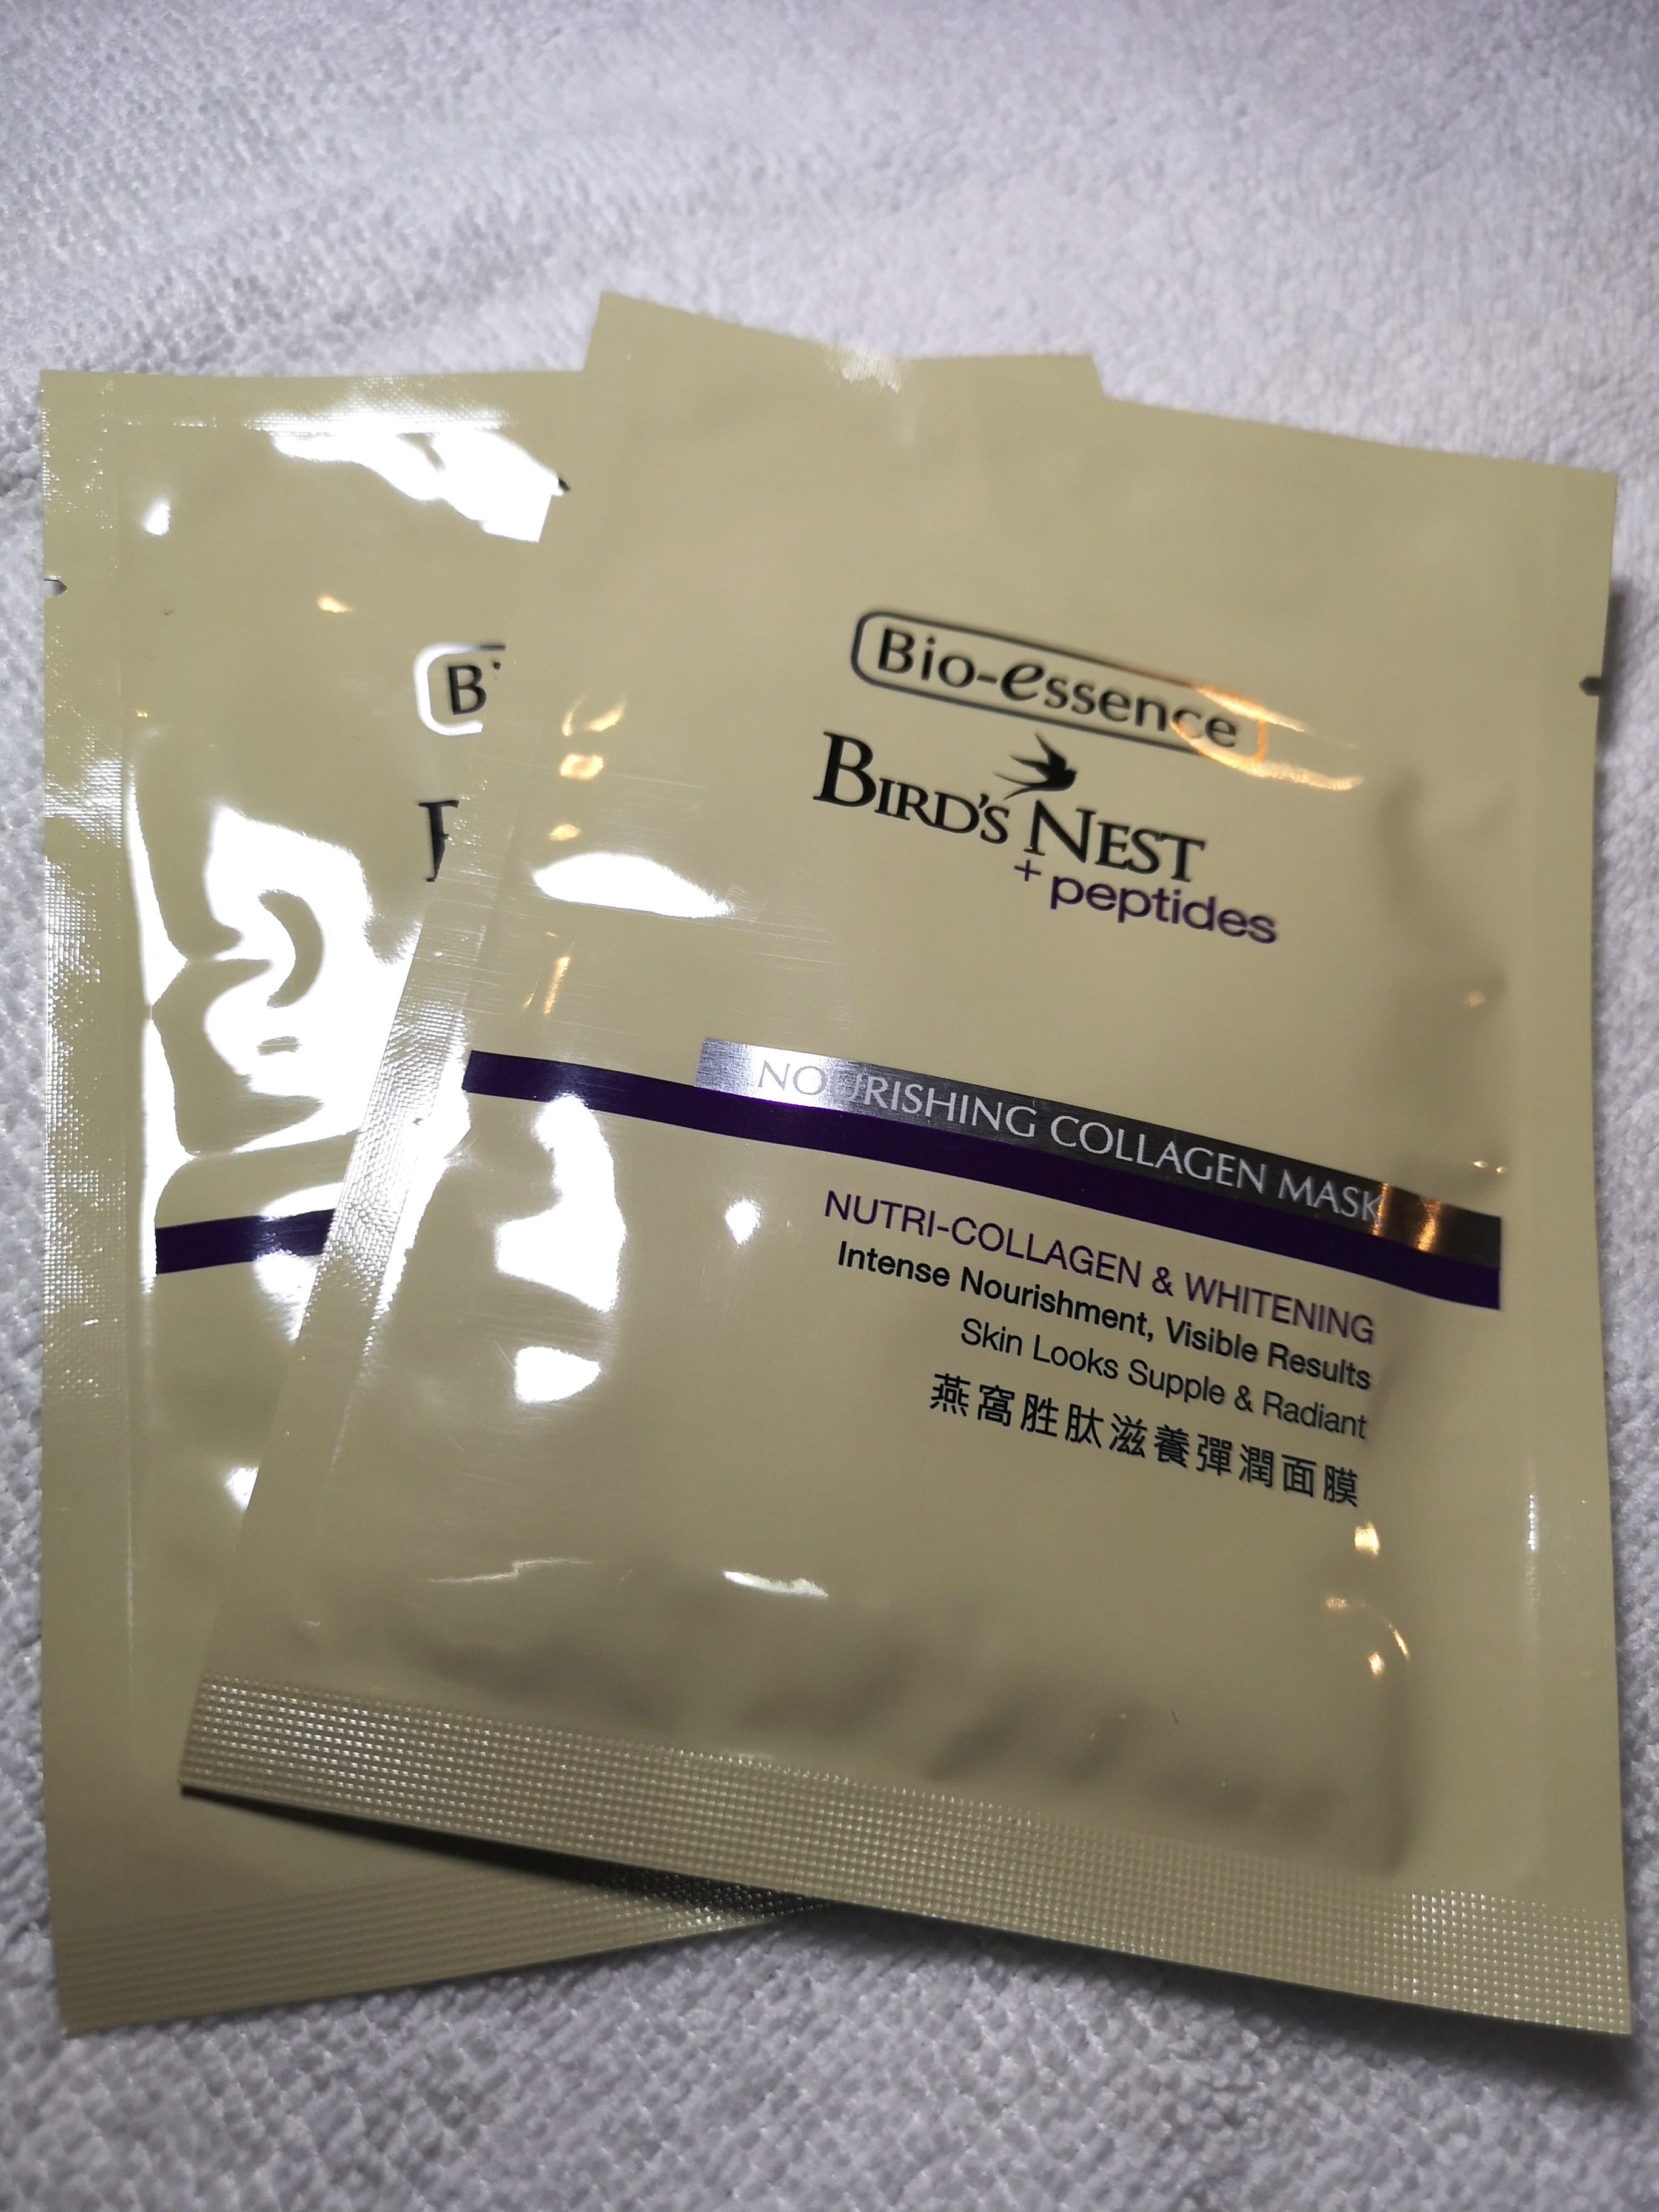 Bio-essence
BIRD'S NEST
+ peptides
NOURISHING COLLAGEN MASK
NUTRI-COLLAGEN & WHITENING
Intense Nourishment, Visible Results
Skin Looks Supple & Radiant
燕窩胜肽滋養彈潤面膜
B